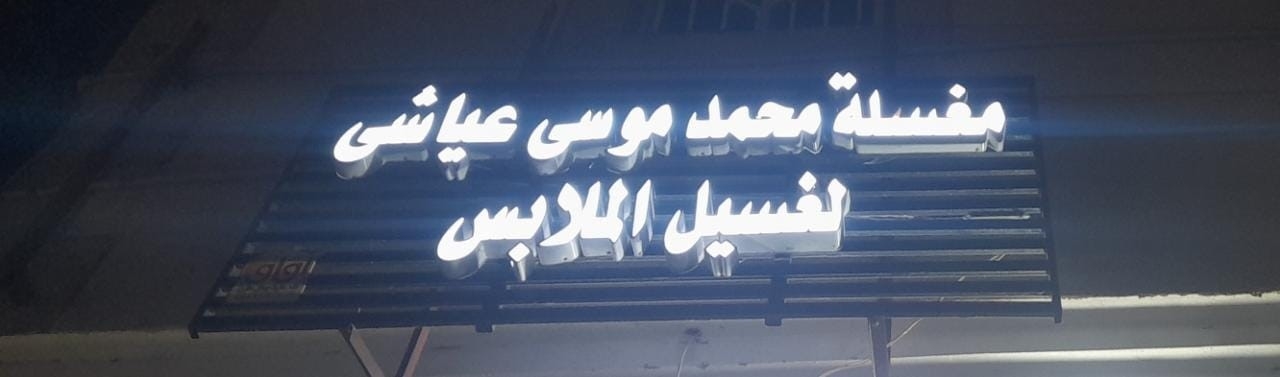 مغسلة محمد موسى عياشى
لغسيل الملابس